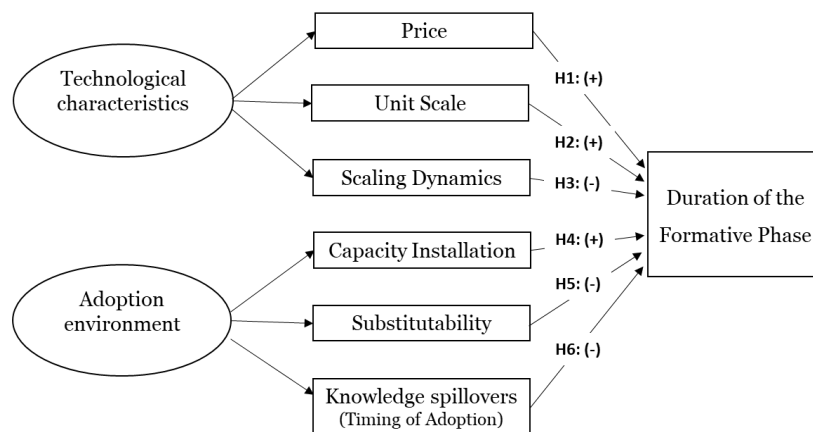 Technological
characteristics
Price
Unit Scale
Scaling Dynamics
H1: (+)
H2: (+)
H3: (-)
Adoption
environment
Capacity Installation
Substitutability
Knowledge spillovers
(Timing of Adoption)
H4: (+)
H5: (-)
H6: (-)
Duration of the
Formative Phase